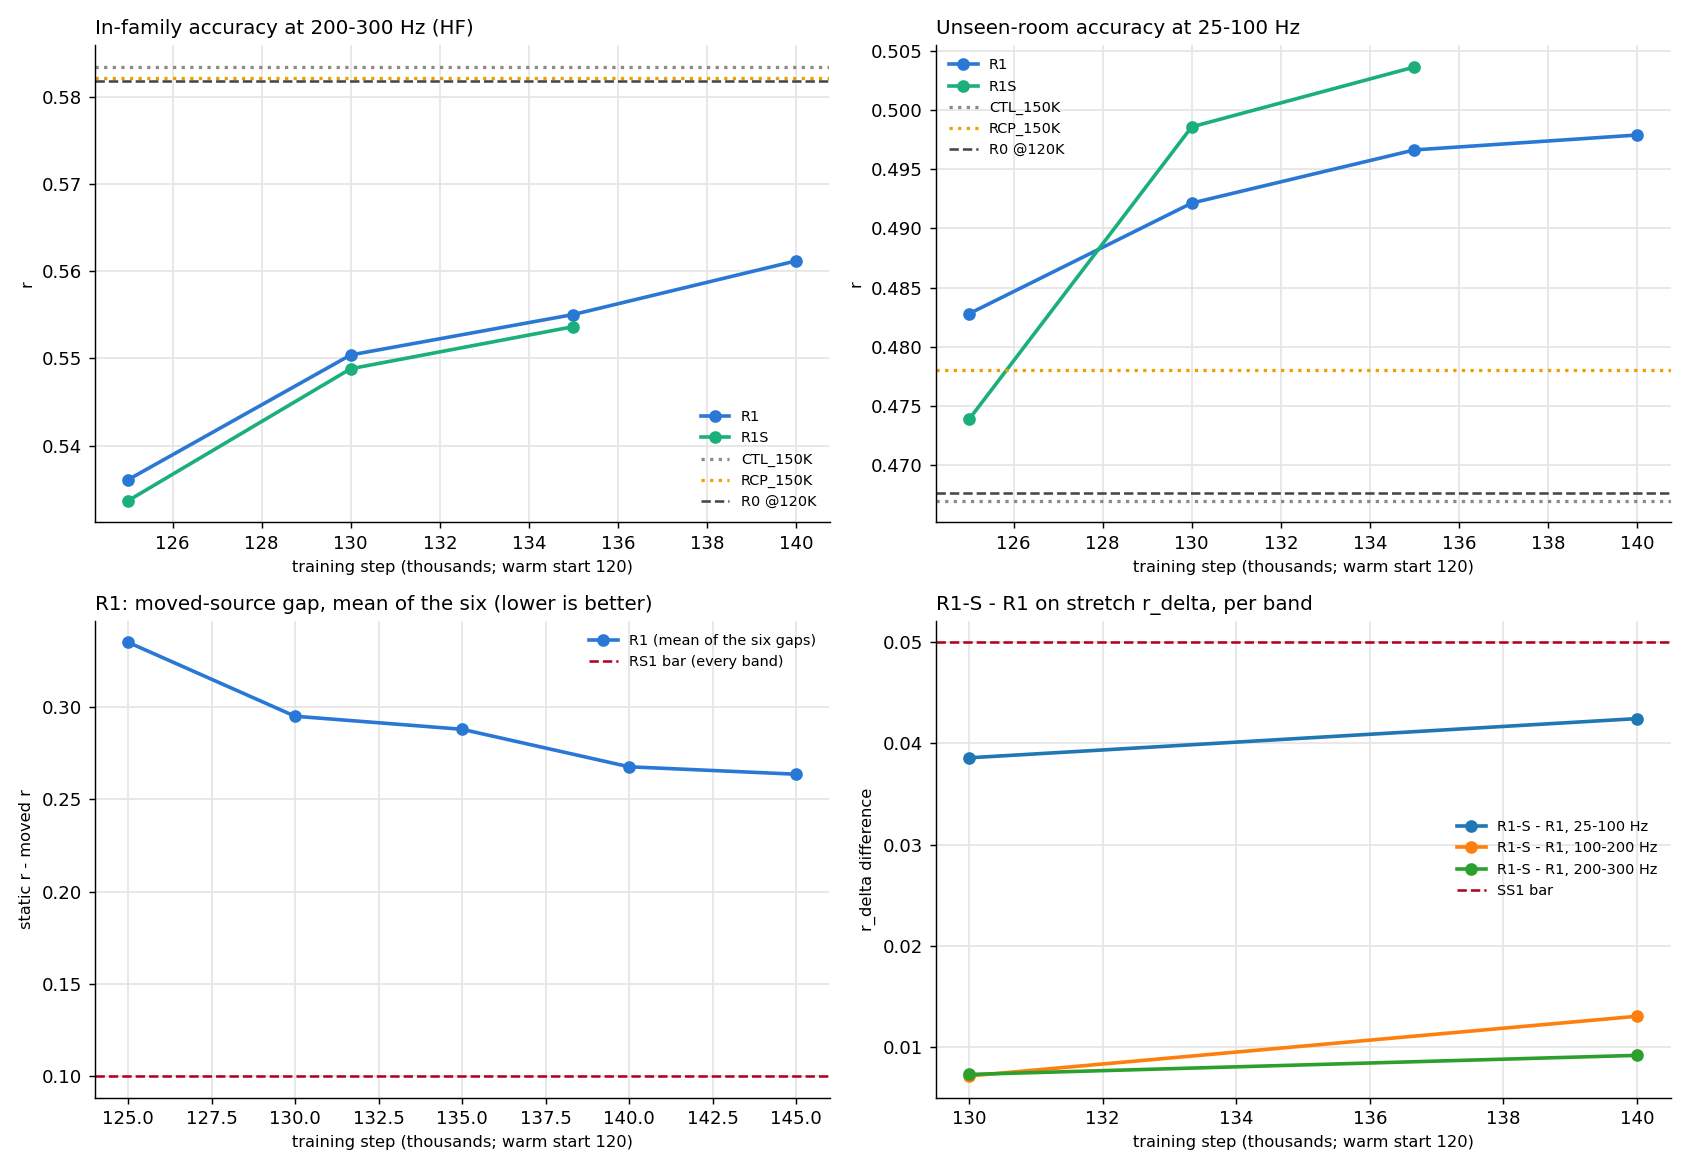 In-family accuracy at 200-300 Hz (HF)
r
0.58
0.57
0.56
0.55
0.54
R1
R1S
CTL_150K
RCP_150K
R0 @120K
126
128
130
132
134
136
138
140
training step (thousands; warm start 120)
Unseen-room accuracy at 25-100 Hz
r
0.505
0.500
0.495
0.490
0.485
0.480
0.475
0.470
R1
R1S
CTL_150K
RCP_150K
R0 @120K
126
128
130
132
134
136
138
140
training step (thousands; warm start 120)
R1: moved-source gap, mean of the six (lower is better)
static r - moved r
0.30
0.25
0.20
0.15
0.10
R1 (mean of the six gaps)
RS1 bar (every band)
125.0
127.5
130.0
132.5
135.0
137.5
140.0
142.5
145.0
training step (thousands; warm start 120)
R1-S - R1 on stretch r_delta, per band
r_delta difference
0.05
0.04
0.03
0.02
0.01
R1-S - R1, 25-100 Hz
R1-S - R1, 100-200 Hz
R1-S - R1, 200-300 Hz
SS1 bar
130
132
134
136
138
140
training step (thousands; warm start 120)